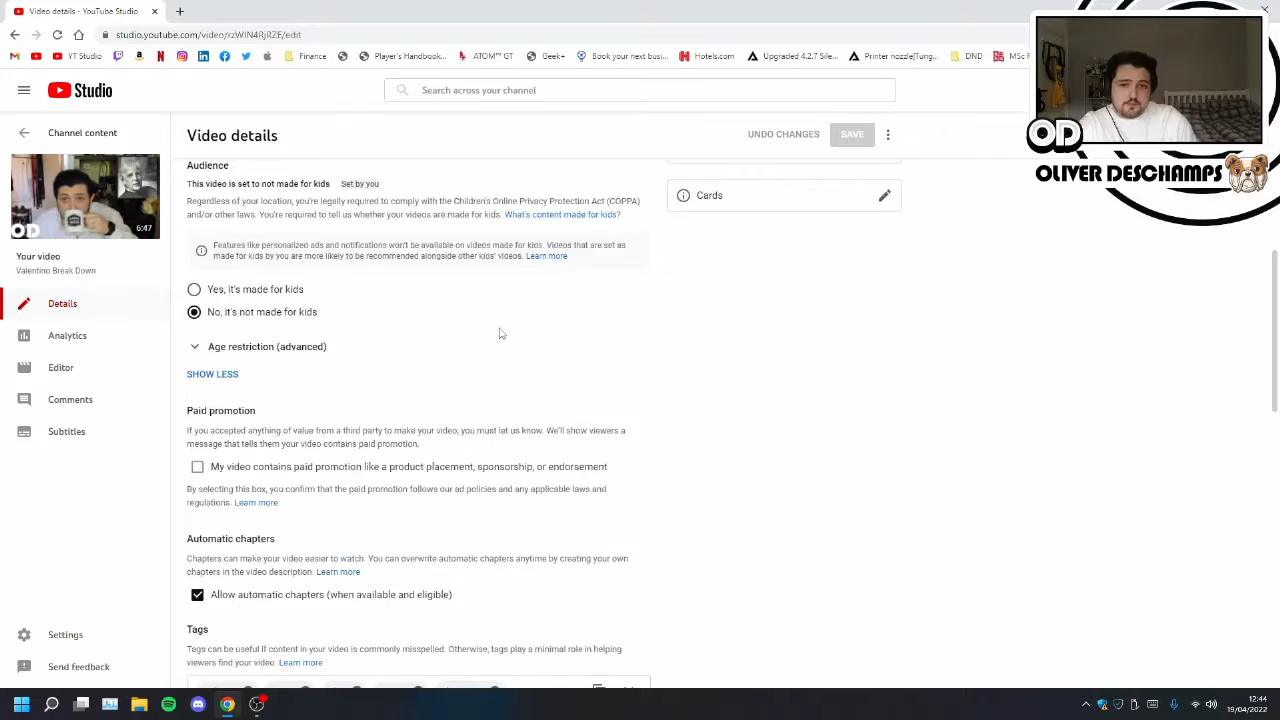 Video details - YouTube Studio
studio.youtube.com/video/rzWIN4RjRZE/edit
YT Studio
Finance
Player's Handbook...
ATOM™ GT
Geek+
Book your next busi...
Hotels.com
Upgraded 4.2.7 Sile...
Printer nozzle|Tung...
DND
MSc F
Studio
Search across your channel
Channel content
Video details
UNDO CHANGES
SAVE
OD
OLIVER DESCHAMPS
Audience
This video is set to not made for kids Set by you
Regardless of your location, you're legally required to comply with the Children's Online Privacy Protection Act (COPPA)
and/or other laws. You're required to tell us whether your videos are made for kids. What's content made for kids?
Features like personalized ads and notifications won't be available on videos made for kids. Videos that are set as
made for kids by you are more likely to be recommended alongside other kids' videos. Learn more
Yes, it's made for kids
No, it's not made for kids
Age restriction (advanced)
SHOW LESS
Paid promotion
If you accepted anything of value from a third party to make your video, you must let us know. We'll show viewers a
message that tells them your video contains paid promotion.
My video contains paid promotion like a product placement, sponsorship, or endorsement
By selecting this box, you confirm that the paid promotion follows our ad policies and any applicable laws and
regulations. Learn more
Automatic chapters
Chapters can make your video easier to watch. You can overwrite automatic chapters anytime by creating your own
chapters in the video description. Learn more
Allow automatic chapters (when available and eligible)
Tags
Tags can be useful if content in your video is commonly misspelled. Otherwise, tags play a minimal role in helping
viewers find your video. Learn more
Cards
OD
6:47
Your video
Valentino Break Down
Details
Analytics
Editor
Comments
Subtitles
Settings
Send feedback
12:44
19/04/2022